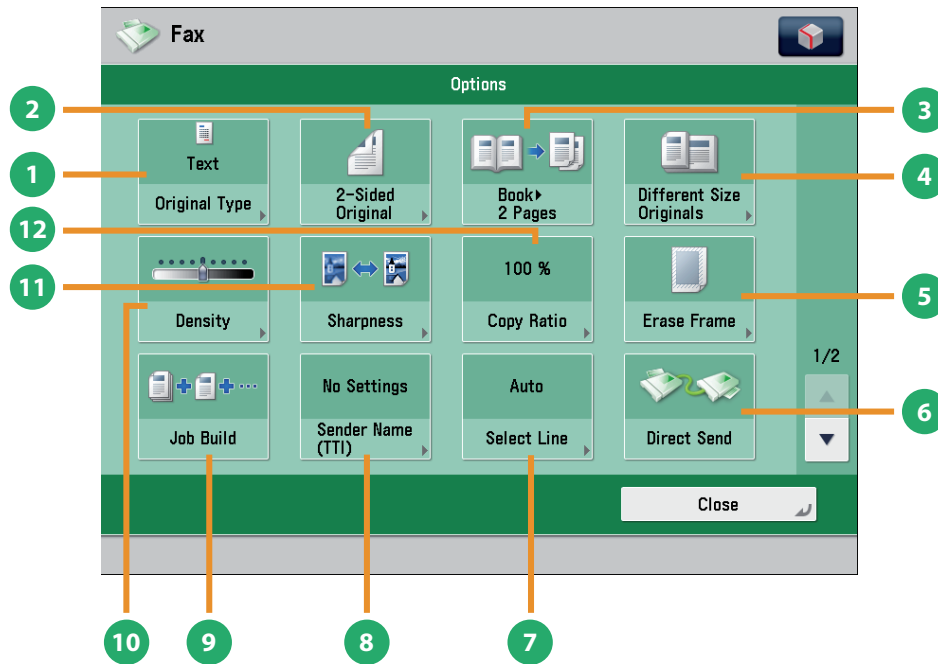 Fax
Options
2
3
1
Text
Original Type
2-Sided
Original
Book▸
2 Pages
Different Size
Originals
4
12
11
Density
Sharpness
100 %
Copy Ratio
Erase Frame
5
1/2
Job Build
No Settings
Sender Name
(TTI)
Auto
Select Line
Direct Send
6
Close
10
9
8
7